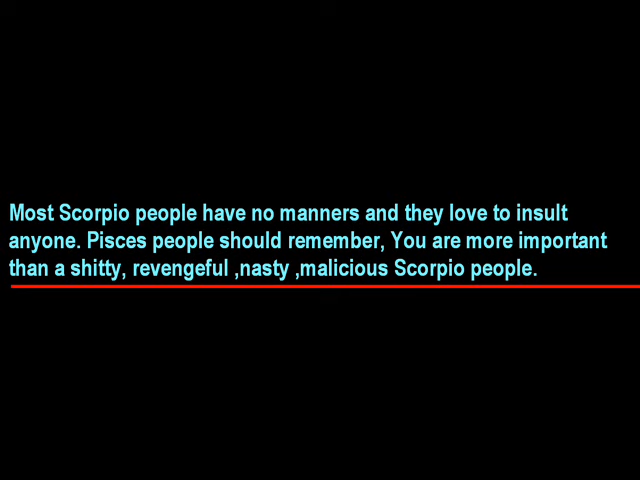 Most Scorpio people have no manners and they love to insult
anyone. Pisces people should remember, You are more important
than a shitty, revengeful ,nasty ,malicious Scorpio people.